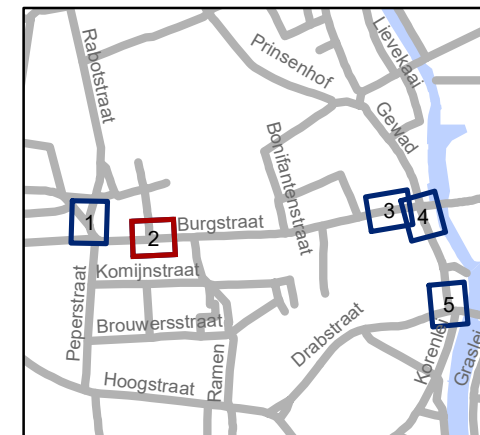 Rabotstraat
Prinsenhof
Lievekaai
Gewad
Bonifantenstraat
1
2
Burgstraat
3
4
Peperstraat
Komijnstraat
5
Brouwersstraat
Drabstraat
Ramen
Korenlei
Graslei
Hoogstraat